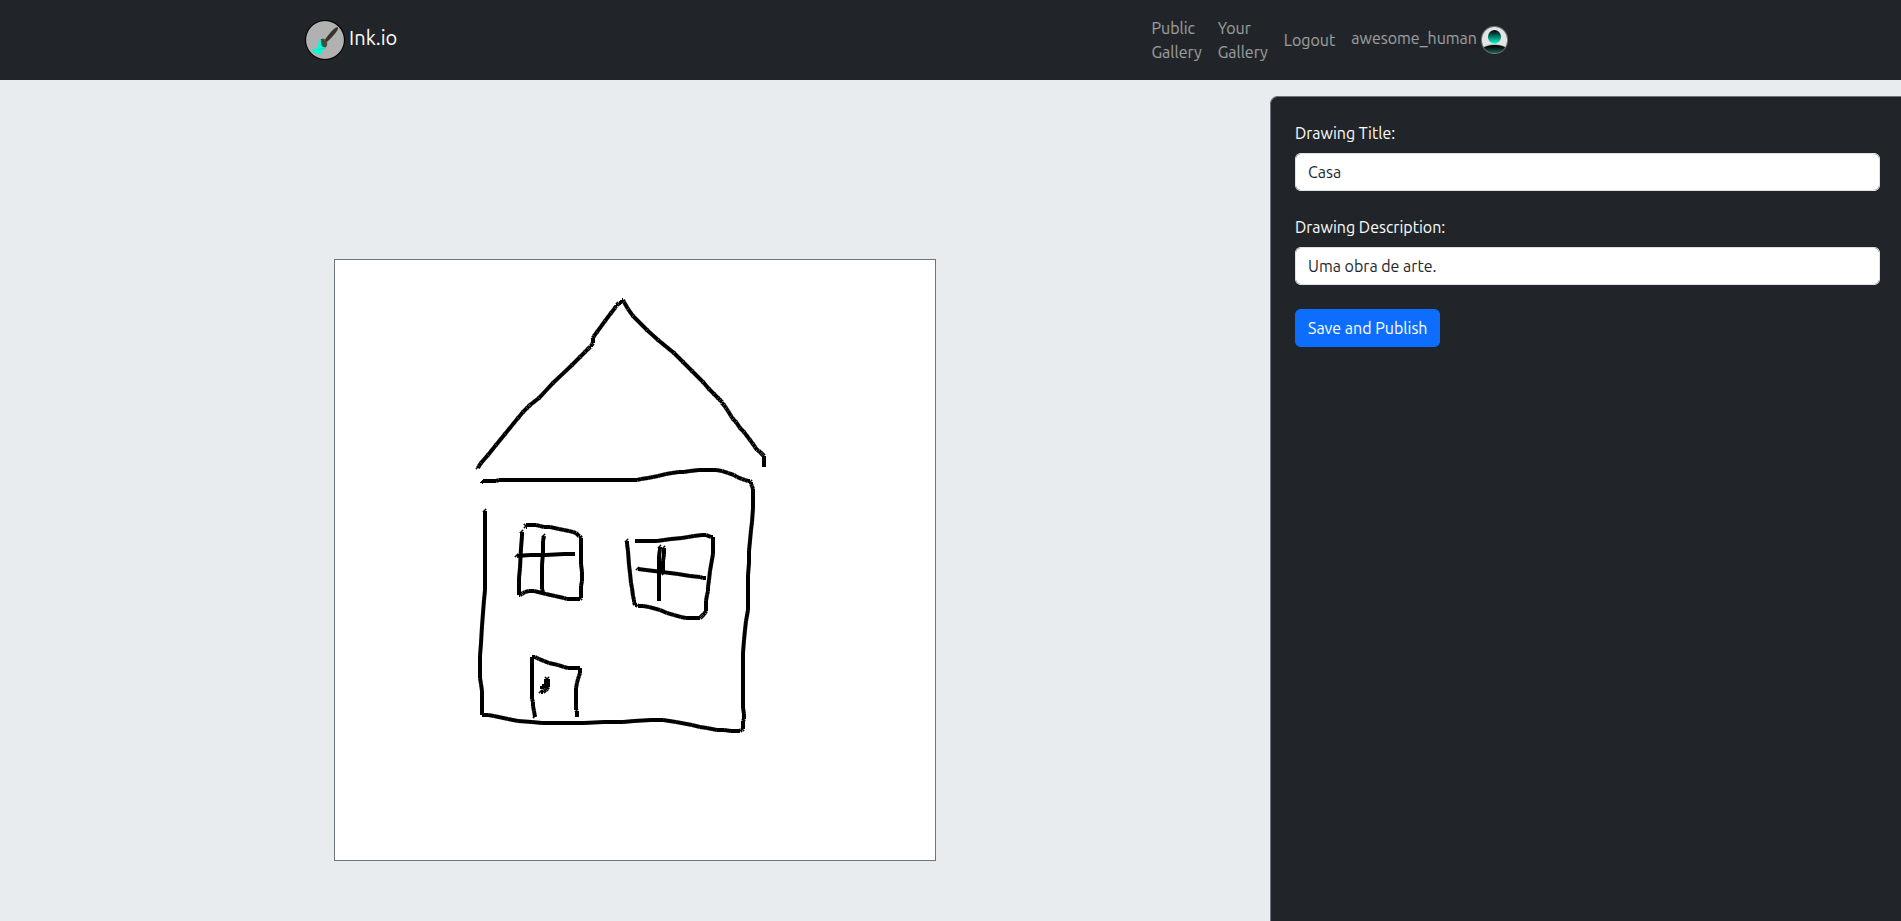 Ink.io
Public
Gallery
Your
Gallery
Logout
awesome_human
Drawing Title:
Casa
Drawing Description:
Uma obra de arte.
Save and Publish